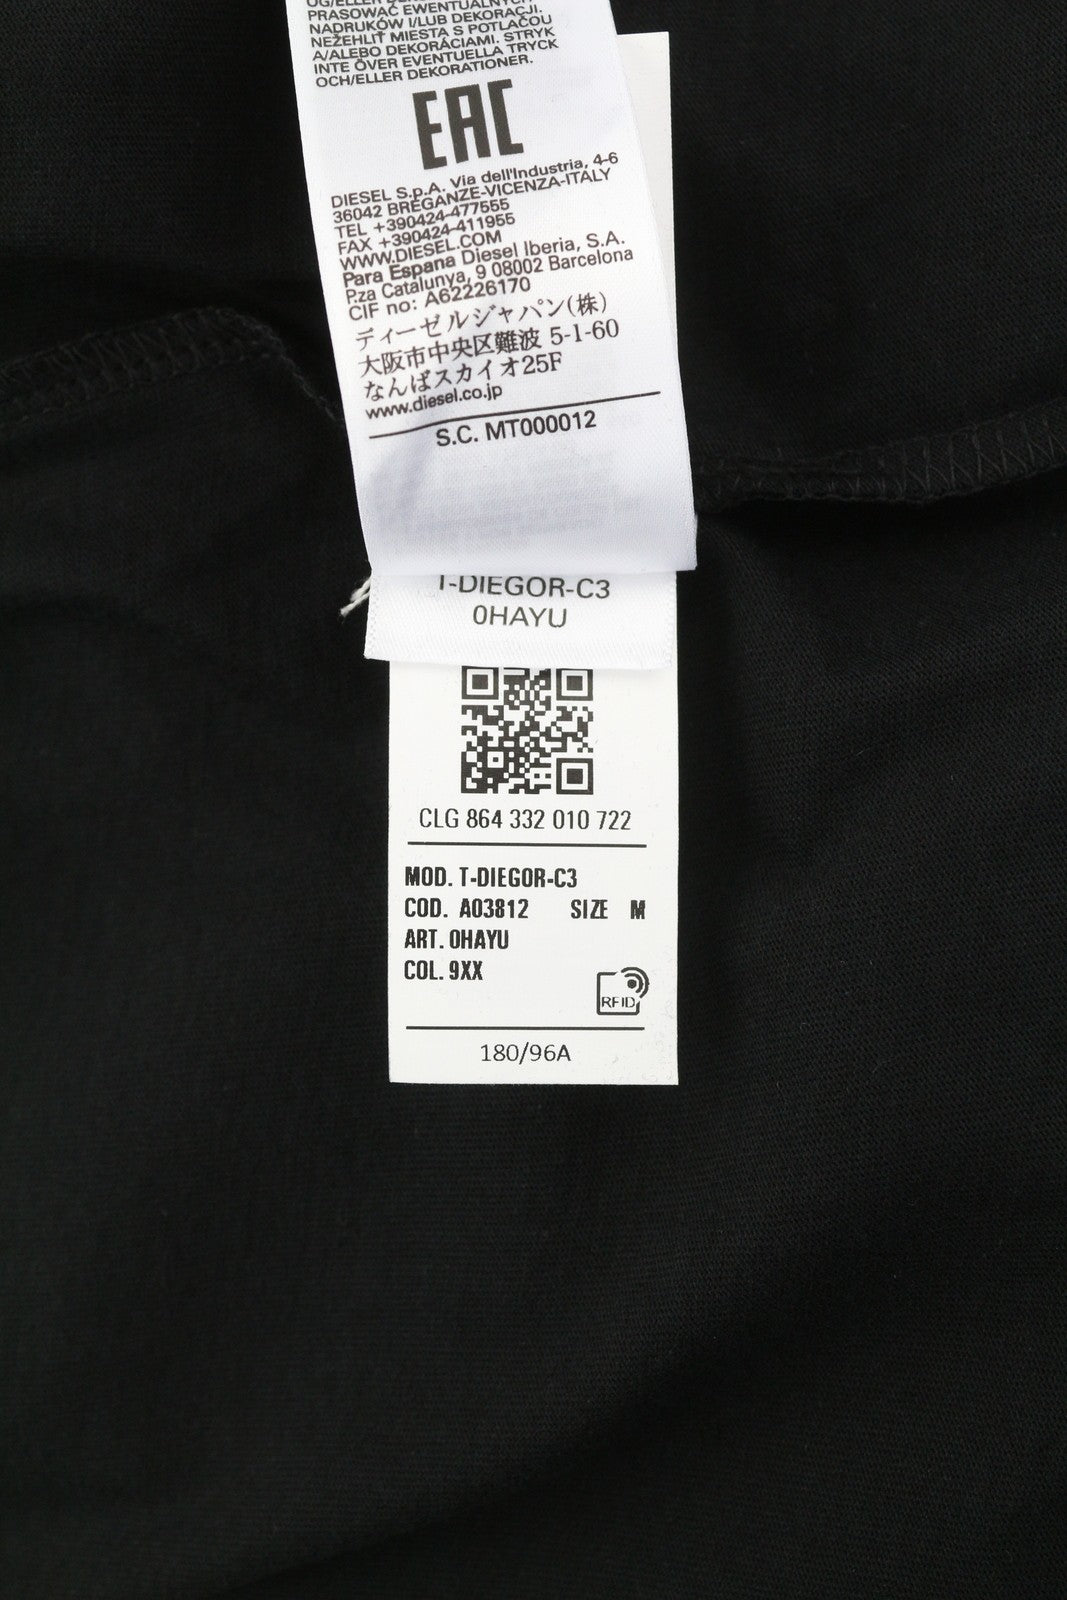 PRASOWAĆ EWENTUALNYCH
NADRUKÓW I/LUB DEKORACJI.
NEŽEHLIŤ MIESTA S POTLAČOU
A/ALEBO DEKORÁCIAMI. STRYK
INTE ÖVER EVENTUELLA TRYCK
OCH/ELLER DEKORATIONER.
EAC
DIESEL S.p.A. Via dell'Industria, 4-6
36042 BREGANZE-VICENZA-ITALY
TEL +390424-477555
FAX +390424-411955
WWW.DIESEL.COM
Para Espana Diesel Iberia, S.A.
P.za Catalunya, 9 08002 Barcelona
CIF no: A62226170
ディーゼルジャパン(株)
大阪市中央区難波 5-1-60
なんばスカイオ25F
www.diesel.co.jp
S.C. MT000012
T-DIEGOR-C3
0HAYU
CLG 864 332 010 722
MOD. T-DIEGOR-C3
COD. A03812 SIZE M
ART. 0HAYU
COL. 9XX
RFID
180/96A